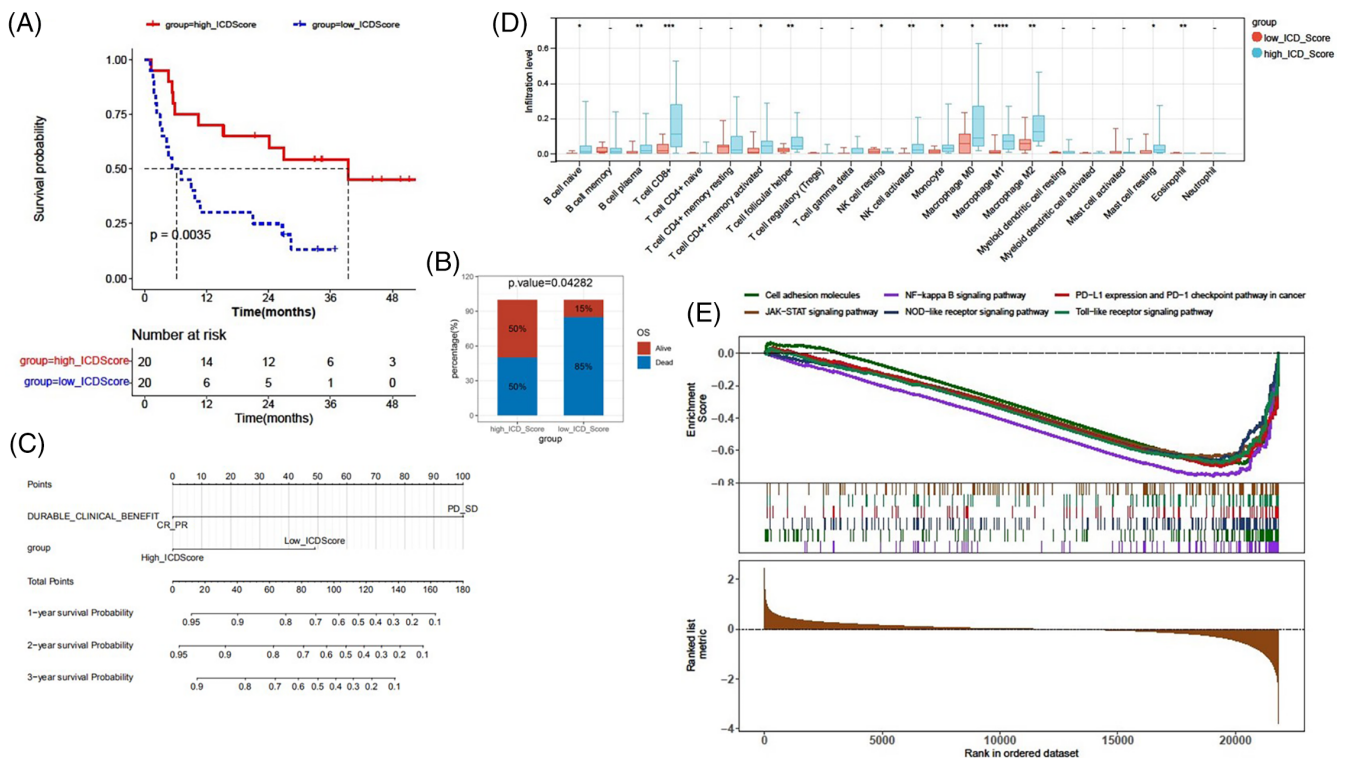 (A)
group=high_ICDScore group=low_ICDScore
1.00
0.75
0.50
0.25
0.00
Survival probability
p = 0.0035
0 12 24 36 48
Time(months)
Number at risk
group=high_ICDScore 20 14 12 6 3
group=low_ICDScore 20 6 5 1 0
0 12 24 36 48
Time(months)
(B)
p.value=0.04282
120
90
60
30
0
percentage(%)
50%
50%
15%
85%
high_ICD_Score low_ICD_Score
group
OS
Alive
Dead
(C)
Points
0 10 20 30 40 50 60 70 80 90 100
DURABLE_CLINICAL_BENEFIT
PD_SD
CR_PR
group
Low_ICDScore
High_ICDScore
Total Points
0 20 40 60 80 100 120 140 160 180
1−year survival Probability
0.95 0.9 0.8 0.7 0.6 0.5 0.4 0.3 0.2 0.1
2−year survival Probability
0.95 0.9 0.8 0.7 0.6 0.5 0.4 0.3 0.2 0.1
3−year survival Probability
0.9 0.8 0.7 0.6 0.5 0.4 0.3 0.2 0.1
(D)
* - ** *** - - * ** - - * ** * * **** ** - - - * ** -
group
low_ICD_Score
high_ICD_Score
0.6
0.4
0.2
0.0
Infiltration level
B cell naive
B cell memory
B cell plasma
T cell CD8+
T cell CD4+ naive
T cell CD4+ memory resting
T cell CD4+ memory activated
T cell follicular helper
T cell regulatory (Tregs)
T cell gamma delta
NK cell resting
NK cell activated
Monocyte
Macrophage M0
Macrophage M1
Macrophage M2
Myeloid dendritic cell resting
Myeloid dendritic cell activated
Mast cell activated
Mast cell resting
Eosinophil
Neutrophil
(E)
Cell adhesion molecules NF-kappa B signaling pathway PD-L1 expression and PD-1 checkpoint pathway in cancer
JAK-STAT signaling pathway NOD-like receptor signaling pathway Toll-like receptor signaling pathway
0.0
−0.2
−0.4
−0.6
−0.8
Enrichment
Score
2
0
−2
−4
Ranked list
metric
0 5000 10000 15000 20000
Rank in ordered dataset